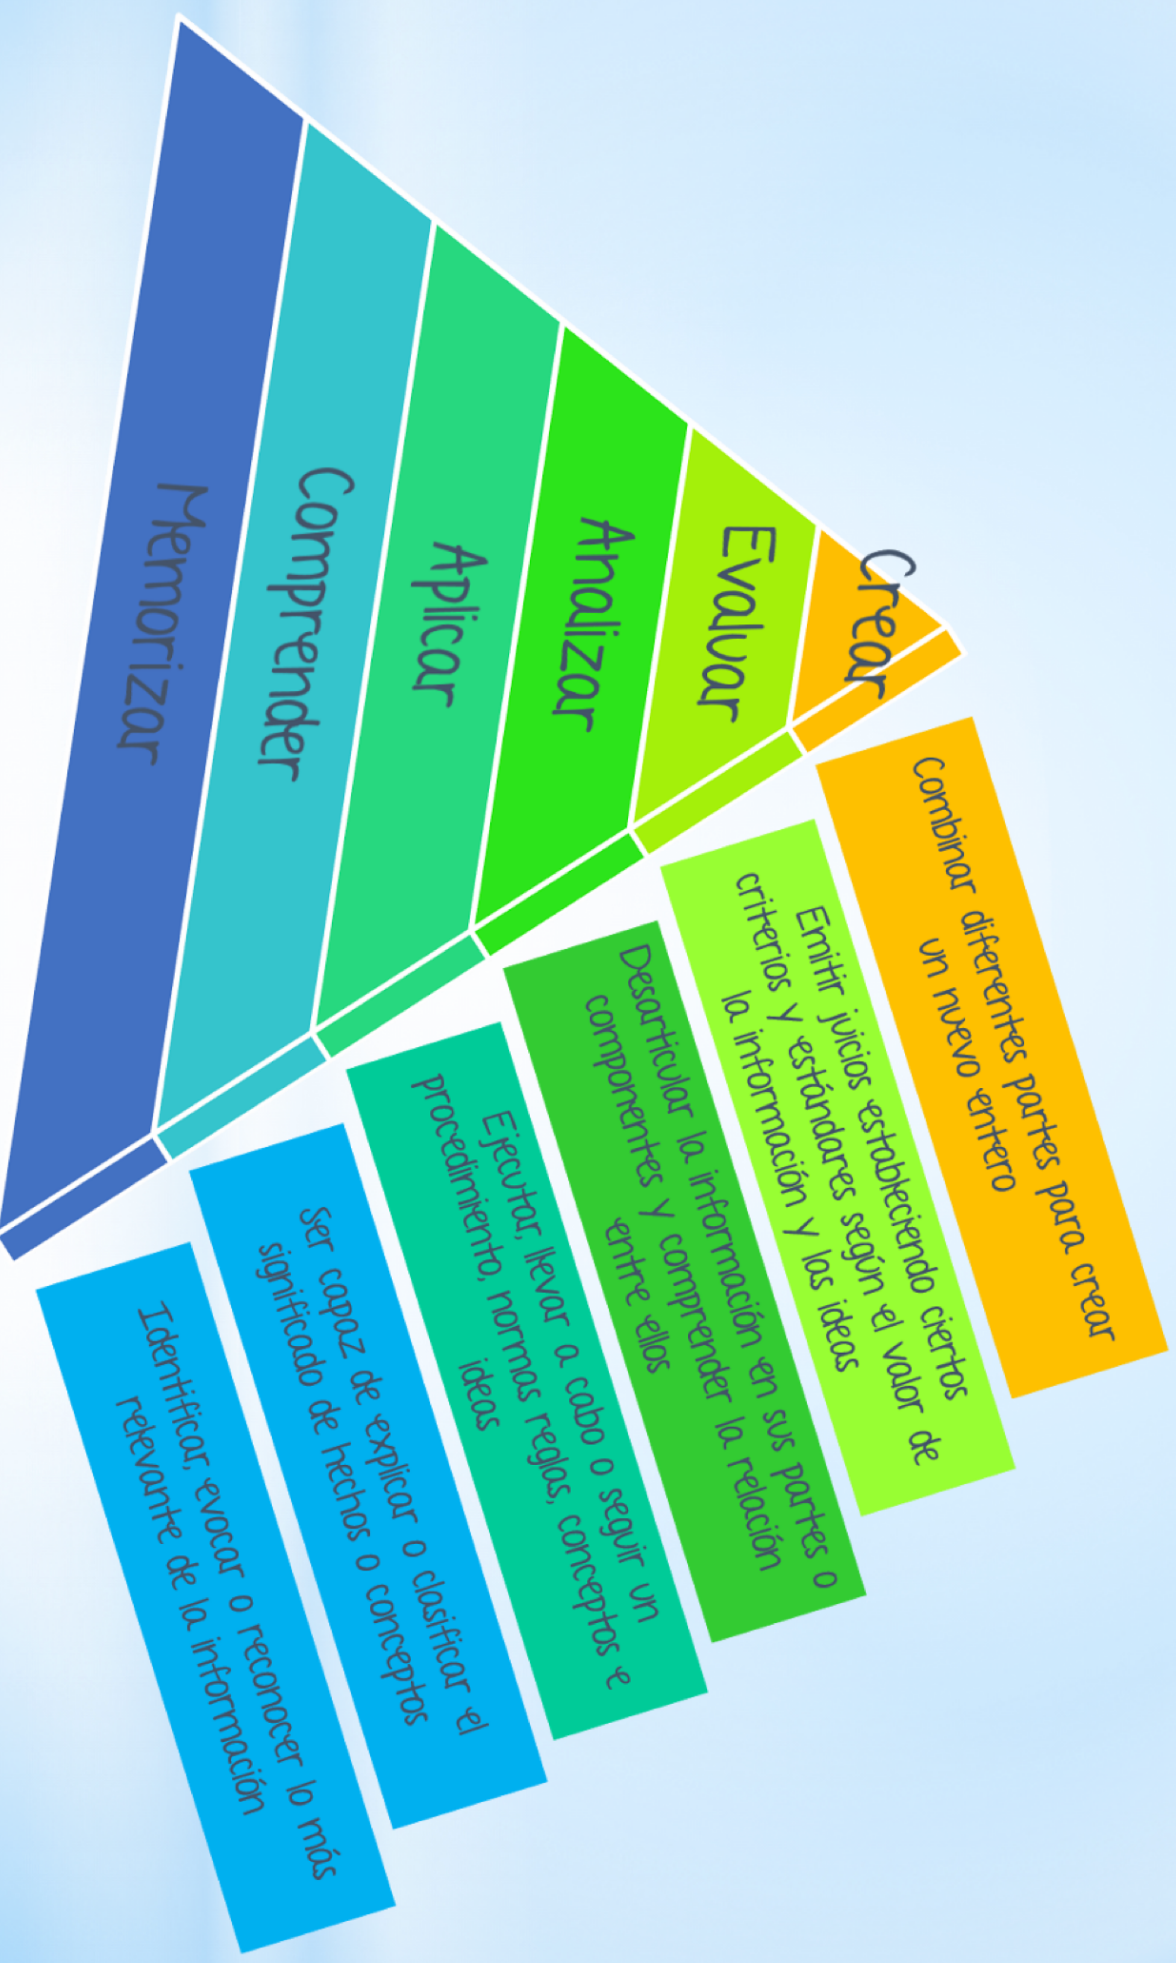 Crear
Evaluar
Analizar
Aplicar
Comprender
Memorizar
Combinar diferentes partes para crear
un nuevo entero
Emitir juicios estableciendo ciertos
criterios y estándares según el valor de
la información y las ideas
Desarticular la información en sus partes o
componentes y comprender la relación
entre ellos
Ejecutar, llevar a cabo o seguir un
procedimiento, normas reglas, conceptos e
ideas
Ser capaz de explicar o clasificar el
significado de hechos o conceptos
Identificar, evocar o reconocer lo más
relevante de la información